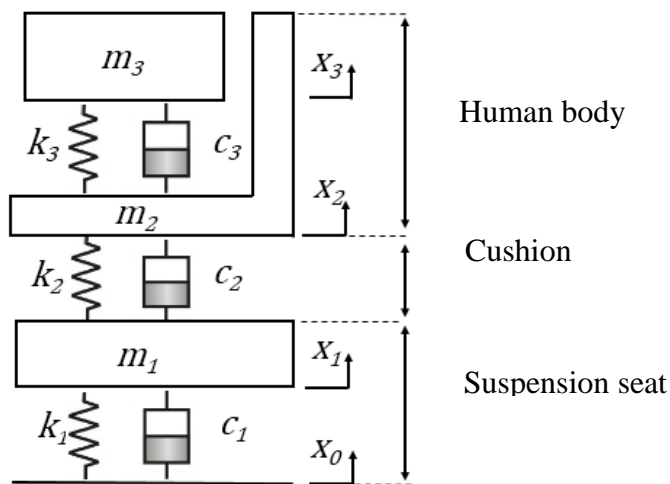 m3
X3
Human body
k3
c3
X2
m2
Cushion
k2
c2
X1
m1
Suspension seat
k1
c1
X0